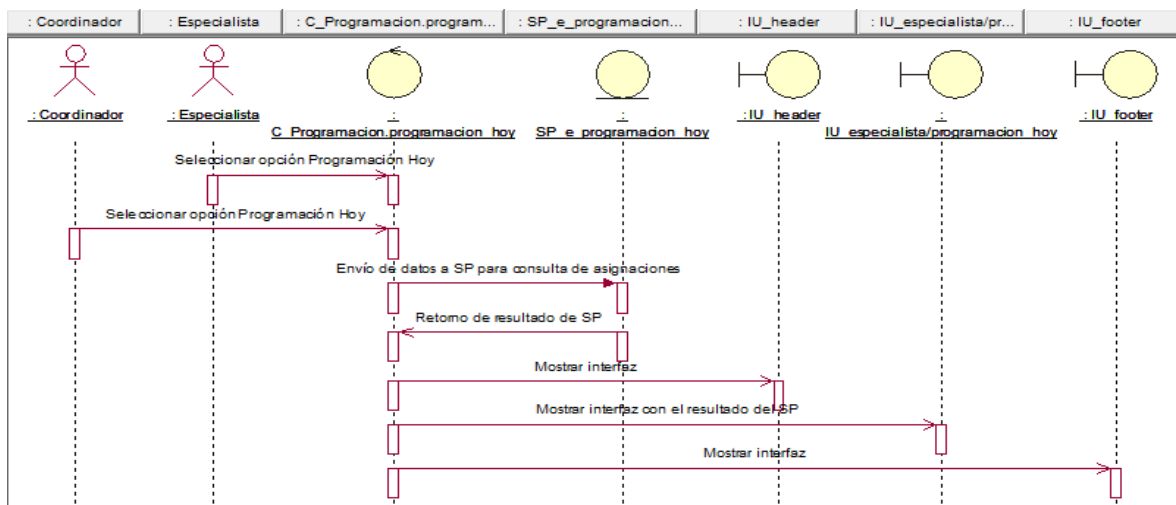 : Coordinador
: Especialista
: C_Programacion.program...
: SP_e_programacion...
: IU_header
: IU_especialista/pr...
: IU_footer
: Coordinador
: Especialista
:
C_Programacion.programacion_hoy
:
SP_e_programacion_hoy
:IU_header
:
IU_especialista/programacion_hoy
:IU_footer
Seleccionar opción Programación Hoy
Seleccionar opción Programación Hoy
Envío de datos a SP para consulta de asignaciones
Retorno de resultado de SP
Mostrar interfaz
Mostrar interfaz con el resultado del SP
Mostrar interfaz